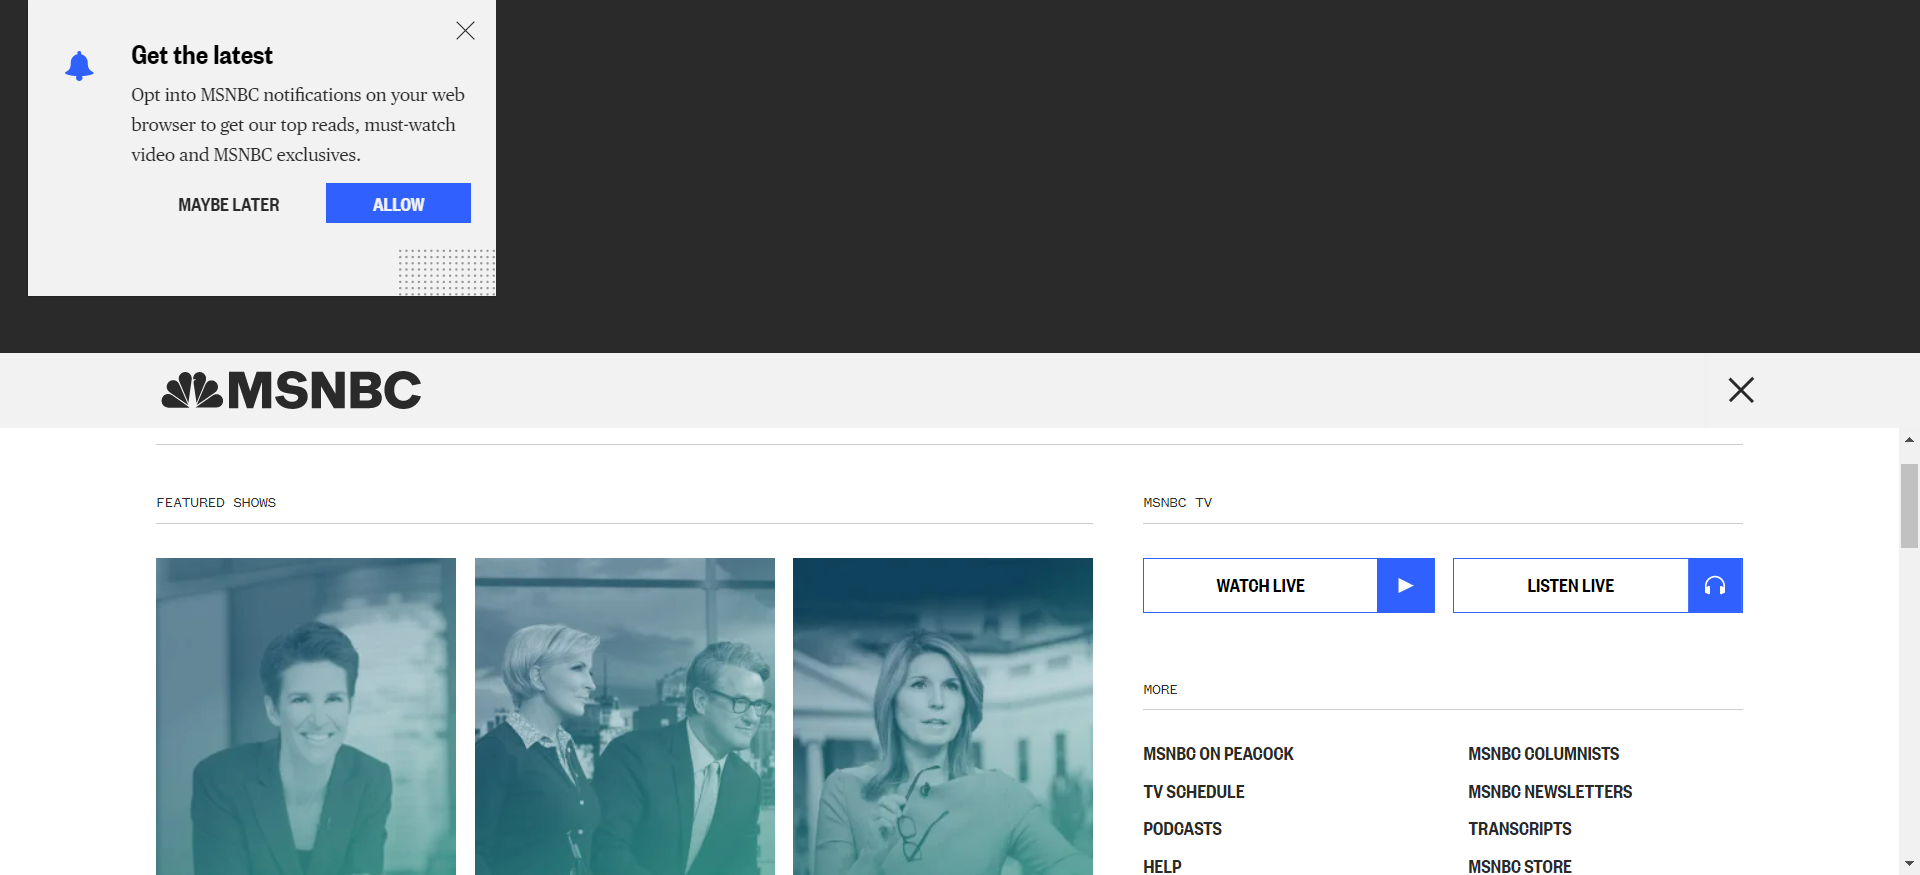 Get the latest
Opt into MSNBC notifications on your web
browser to get our top reads, must-watch
video and MSNBC exclusives.
MAYBE LATER
ALLOW
MSNBC
FEATURED SHOWS
MSNBC TV
WATCH LIVE
LISTEN LIVE
MORE
MSNBC ON PEACOCK
MSNBC COLUMNISTS
TV SCHEDULE
MSNBC NEWSLETTERS
PODCASTS
TRANSCRIPTS
HELP
MSNBC STORE